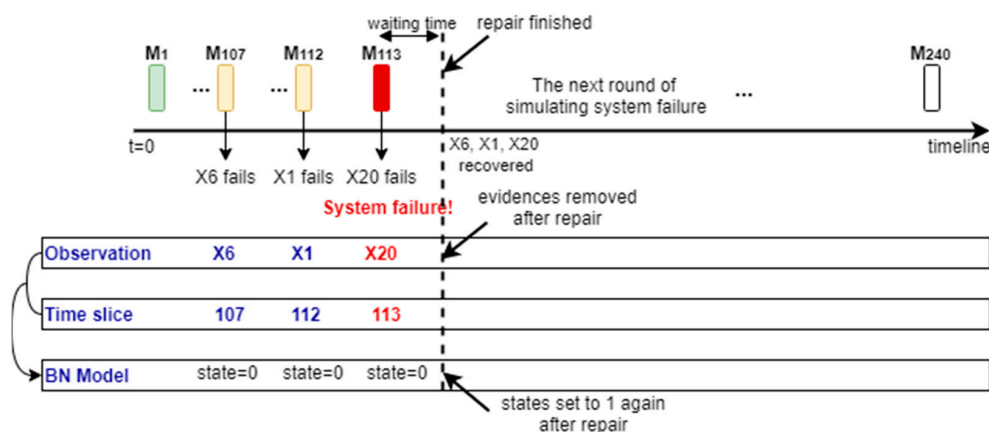 waiting time
repair finished
M1
M107
M112
M113
M240
...
...
The next round of
simulating system failure
...
t=0
X6, X1, X20
recovered
timeline
X6 fails
X1 fails
X20 fails
System failure!
evidences removed
after repair
Observation X6 X1 X20
Time slice 107 112 113
BN Model state=0 state=0 state=0
states set to 1 again
after repair